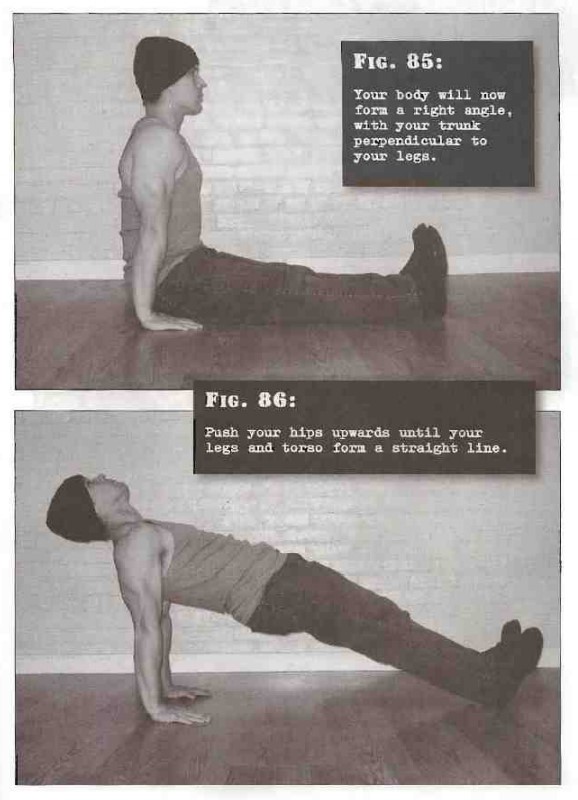 Fig. 85:
Your body will now
form a right angle,
with your trunk
perpendicular to
your legs.
Fig. 86:
Push your hips upwards until your
legs and torso form a straight line.